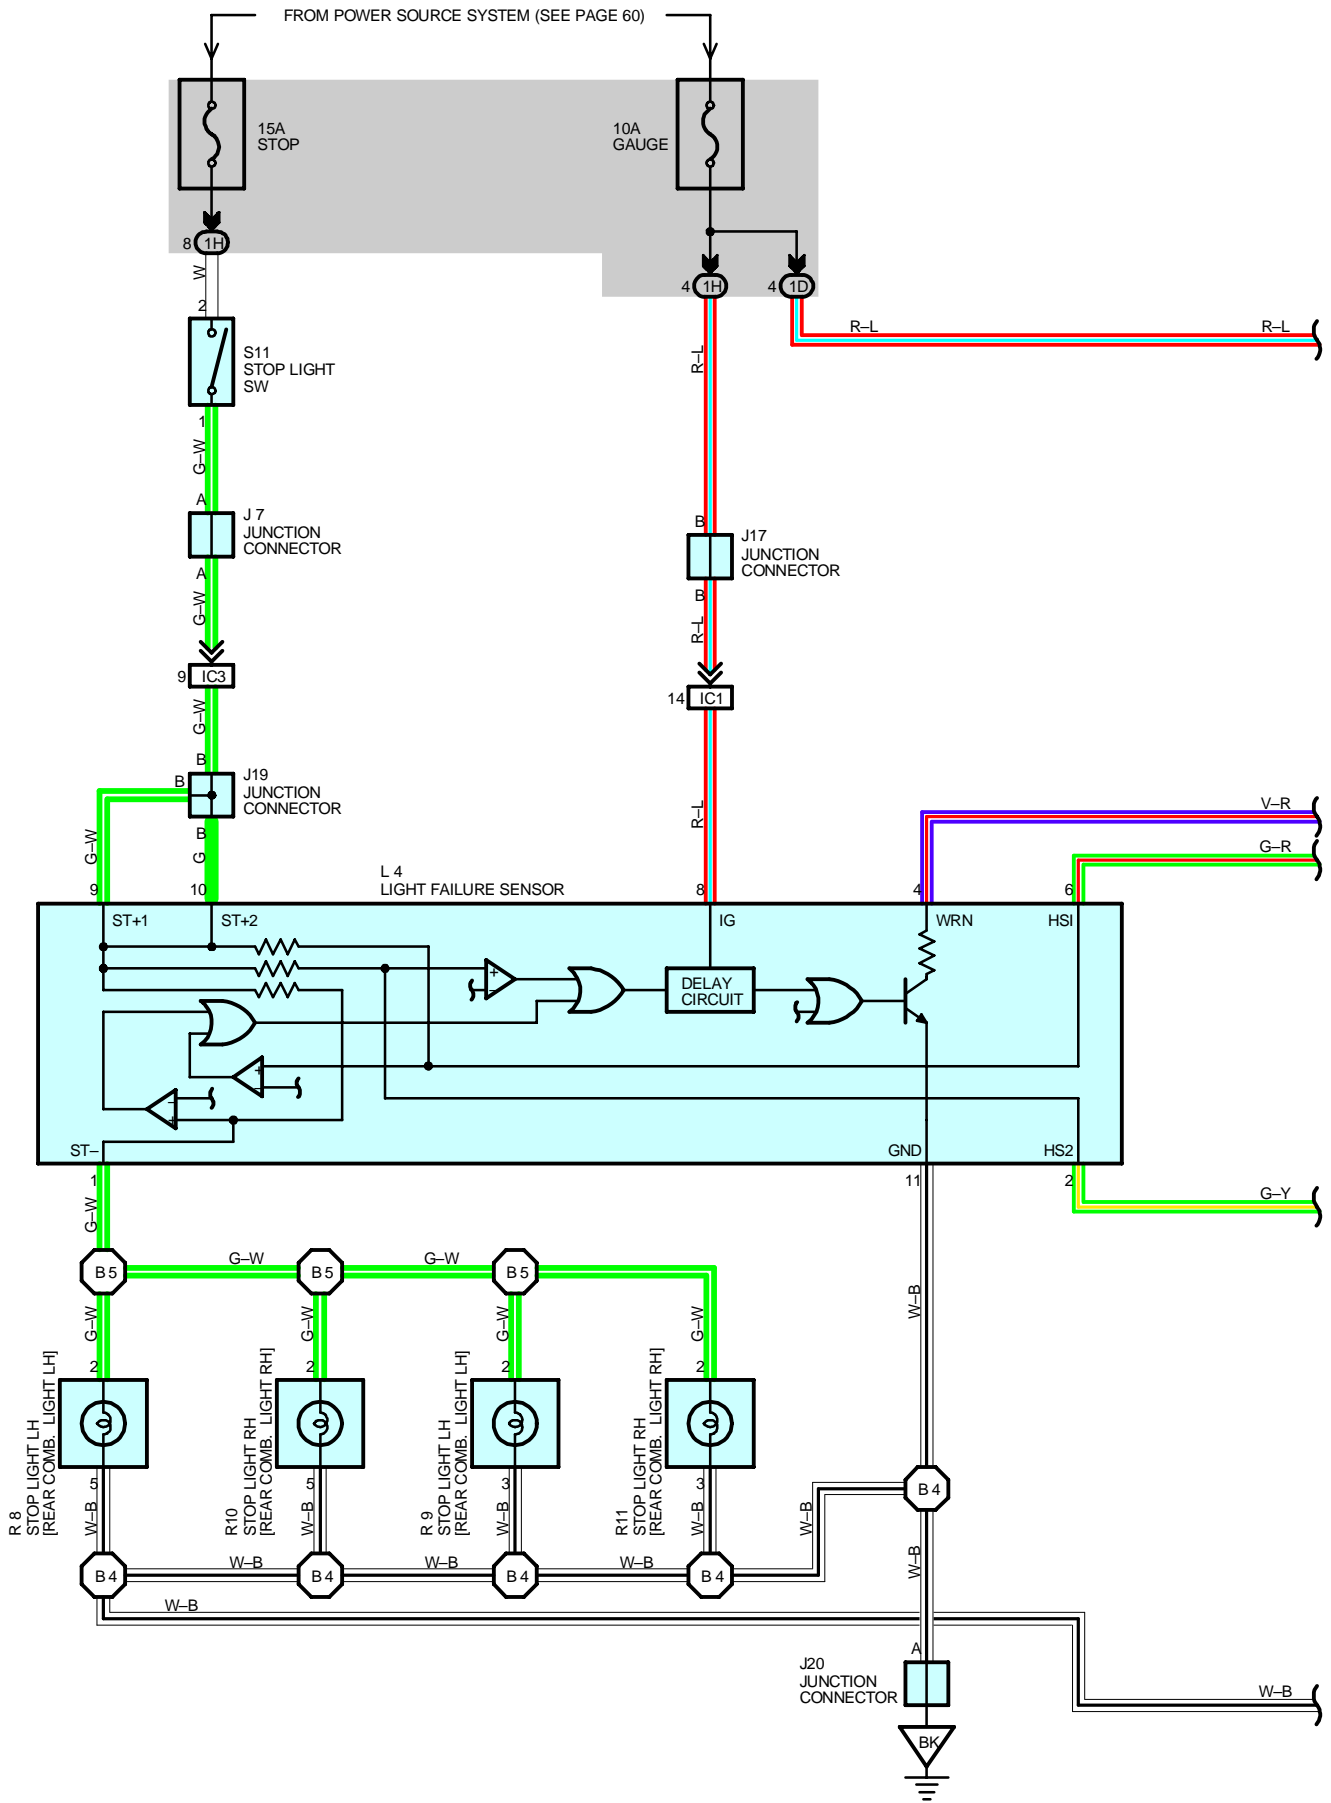 FROM POWER SOURCE SYSTEM (SEE PAGE 60)
15A
STOP
10A
GAUGE
8 1H
4 1H
4 1D
W
2
R–L
R–L
S11
STOP LIGHT
SW
R–L
1
G–W
A
J 7
JUNCTION
CONNECTOR
B
J17
JUNCTION
CONNECTOR
A
G–W
B
R–L
9 IC3
14 IC1
G–W
B
B
J19
JUNCTION
CONNECTOR
R–L
V–R
G–W
B
G
G–R
L 4
LIGHT FAILURE SENSOR
9
10
8
4
6
ST+1
ST+2
IG
WRN
HSI
+
–
DELAY
CIRCUIT
+
–
–
+
ST–
GND
HS2
1
11
2
G–W
G–Y
B 5
G–W
B 5
G–W
B 5
W–B
G–W
G–W
G–W
G–W
2
2
2
2
R 8
STOP LIGHT LH
[REAR COMB. LIGHT LH]
R10
STOP LIGHT RH
[REAR COMB. LIGHT RH]
R 9
STOP LIGHT LH
[REAR COMB. LIGHT LH]
R11
STOP LIGHT RH
[REAR COMB. LIGHT RH]
5
5
3
3
B 4
W–B
W–B
W–B
W–B
W–B
W–B
B 4
W–B
B 4
W–B
B 4
W–B
B 4
W–B
A
J20
JUNCTION
CONNECTOR
W–B
BK